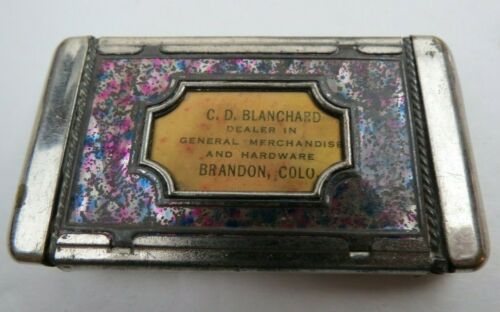 C. D. BLANCHARD
DEALER IN
GENERAL MERCHANDISE
AND HARDWARE
BRANDON, COLO.